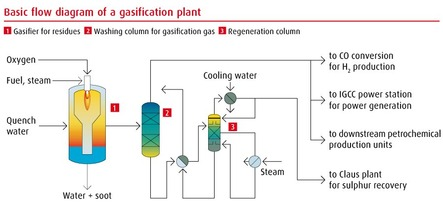 Basic flow diagram of a gasification plant
1 Gasifier for residues 2 Washing column for gasification gas 3 Regeneration column
Oxygen
Fuel, steam
Quench
water
Water + soot
1
2
3
Cooling water
Steam
to CO conversion
for H₂ production
to IGCC power station
for power generation
to downstream petrochemical
production units
to Claus plant
for sulphur recovery